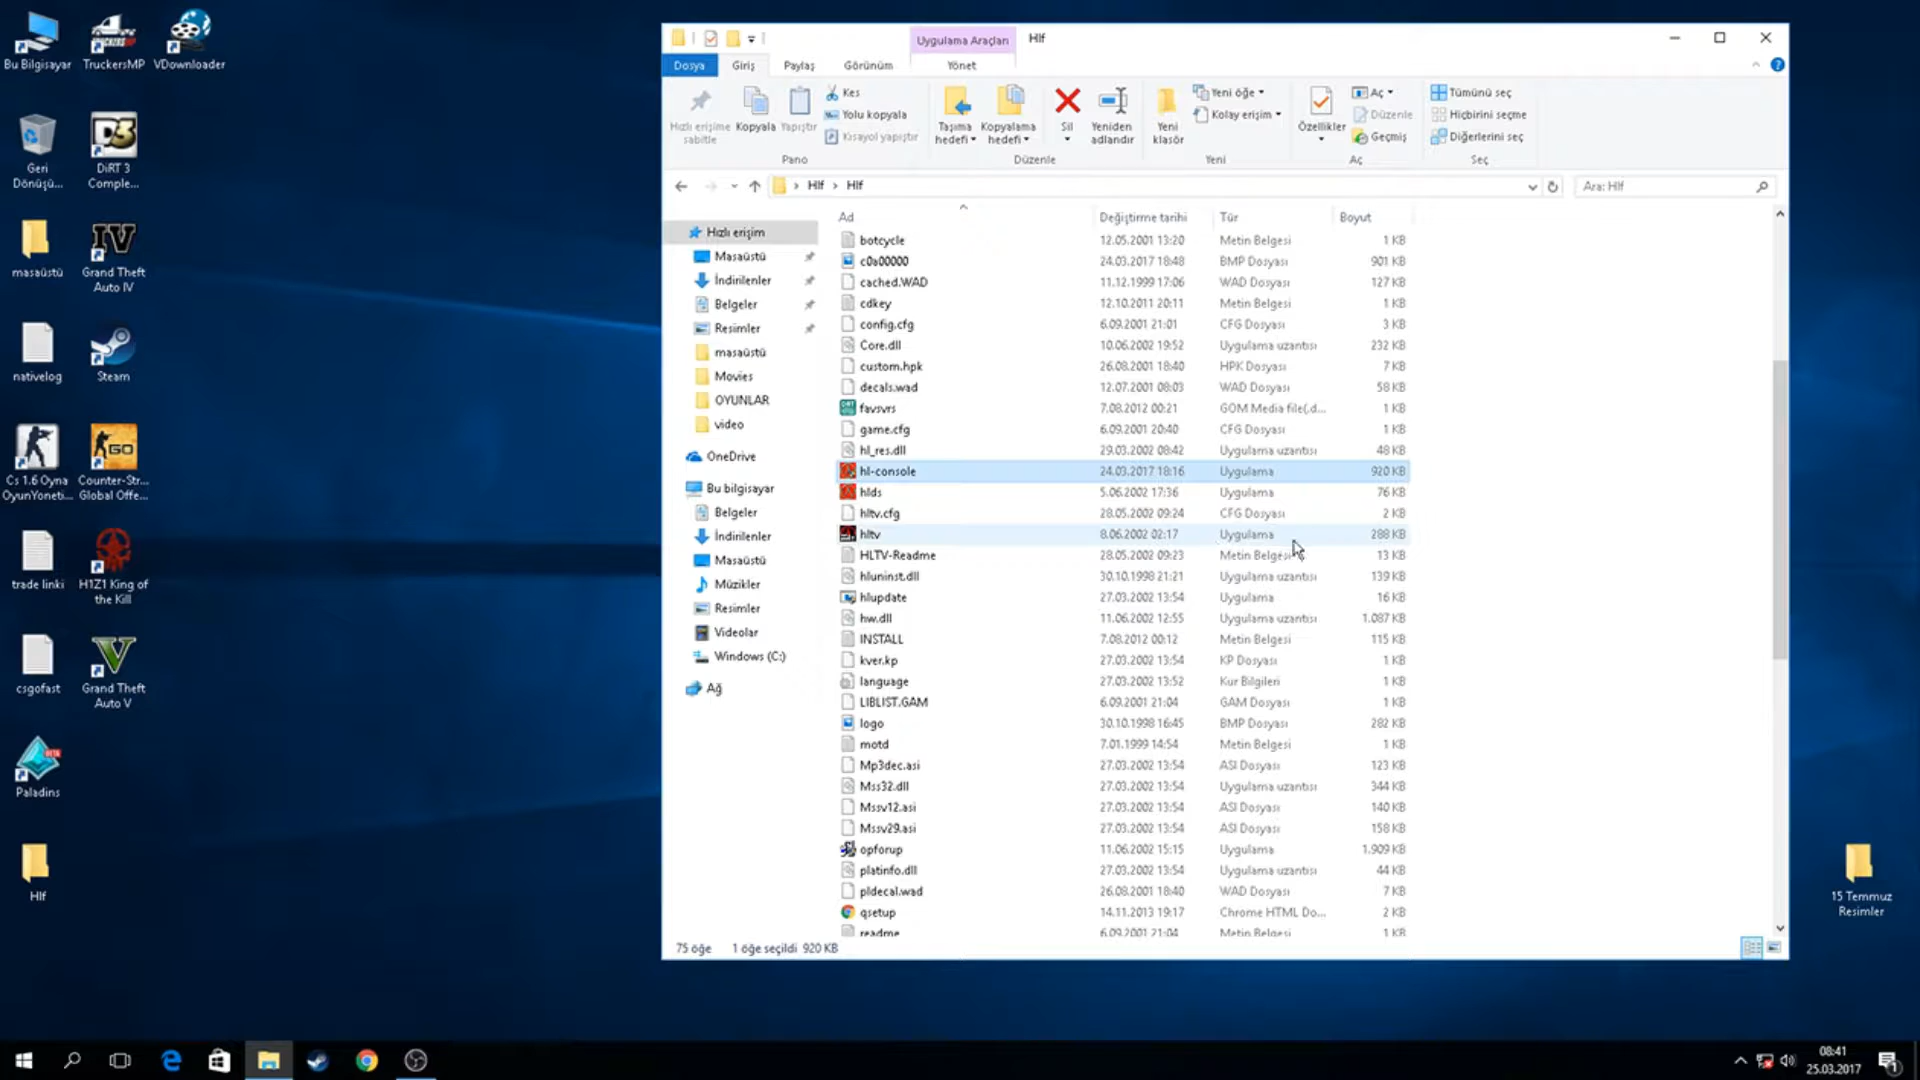 Bu Bilgisayar
TruckersMP
VDownloader
Geri
Dönüşü...
DiRT 3
Comple...
masaüstü
Grand Theft
Auto IV
nativelog
Steam
Cs 1.6 Oyna
OyunYoneti...
Counter-Str...
Global Offe...
trade linki
H1Z1 King of
the Kill
csgofast
Grand Theft
Auto V
Paladins
Hlf
15 Temmuz
Resimler
Uygulama Araçları
Hlf
Dosya
Giriş
Paylaş
Görünüm
Yönet
Hızlı erişime
sabitle
Kopyala
Yapıştır
Kes
Yolu kopyala
Kısayol yapıştır
Pano
Taşıma
hedefi
Kopyalama
hedefi
Sil
Yeniden
adlandır
Düzenle
Yeni
klasör
Yeni öğe
Kolay erişim
Yeni
Özellikler
Aç
Düzenle
Geçmiş
Aç
Tümünü seç
Hiçbirini seçme
Diğerlerini seç
Seç
Hlf > Hlf
Ara: Hlf
Hızlı erişim
Masaüstü
İndirilenler
Belgeler
Resimler
masaüstü
Movies
OYUNLAR
video
OneDrive
Bu bilgisayar
Belgeler
İndirilenler
Masaüstü
Müzikler
Resimler
Videolar
Windows (C:)
Ağ
Ad Değiştirme tarihi Tür Boyut
botcycle 12.05.2001 13:20 Metin Belgesi 1 KB
c0a00000 24.03.2017 18:48 BMP Dosyası 901 KB
cached.WAD 11.12.1999 17:06 WAD Dosyası 127 KB
cdkey 12.10.2011 20:11 Metin Belgesi 1 KB
config.cfg 6.09.2001 21:01 CFG Dosyası 3 KB
Core.dll 10.06.2002 19:52 Uygulama uzantısı 232 KB
custom.hpk 26.08.2001 18:40 HPK Dosyası 7 KB
decals.wad 12.07.2001 08:03 WAD Dosyası 58 KB
favsvrs 7.08.2012 00:21 GOM Media file(.d... 1 KB
game.cfg 6.09.2001 20:40 CFG Dosyası 1 KB
hl_res.dll 29.03.2002 08:42 Uygulama uzantısı 48 KB
hl-console 24.03.2017 18:16 Uygulama 920 KB
hlds 5.06.2002 17:36 Uygulama 76 KB
hltv.cfg 28.05.2002 09:24 CFG Dosyası 2 KB
hltv 8.06.2002 02:17 Uygulama 288 KB
HLTV-Readme 28.05.2002 09:23 Metin Belgesi 13 KB
hluninst.dll 30.10.1998 21:21 Uygulama uzantısı 139 KB
hlupdate 27.03.2002 13:54 Uygulama 16 KB
hw.dll 11.06.2002 12:55 Uygulama uzantısı 1.087 KB
INSTALL 7.08.2012 00:12 Metin Belgesi 115 KB
kver.kp 27.03.2002 13:54 KP Dosyası 1 KB
language 27.03.2002 13:52 Kur Bilgileri 1 KB
LIBLIST.GAM 6.09.2001 21:04 GAM Dosyası 1 KB
logo 30.10.1998 16:45 BMP Dosyası 282 KB
motd 7.01.1999 14:54 Metin Belgesi 1 KB
Mp3dec.asi 27.03.2002 13:54 ASI Dosyası 123 KB
Mss32.dll 27.03.2002 13:54 Uygulama uzantısı 344 KB
Mssv12.asi 27.03.2002 13:54 ASI Dosyası 140 KB
Mssv29.asi 27.03.2002 13:54 ASI Dosyası 158 KB
opforup 11.06.2002 15:15 Uygulama 1.909 KB
platinfo.dll 27.03.2002 13:54 Uygulama uzantısı 44 KB
pldecal.wad 26.08.2001 18:40 WAD Dosyası 7 KB
qsetup 14.11.2013 19:17 Chrome HTML Do... 2 KB
readme 6.09.2001 21:04 Metin Belgesi 1 KB
75 öğe 1 öğe seçildi 920 KB
08:41
25.03.2017